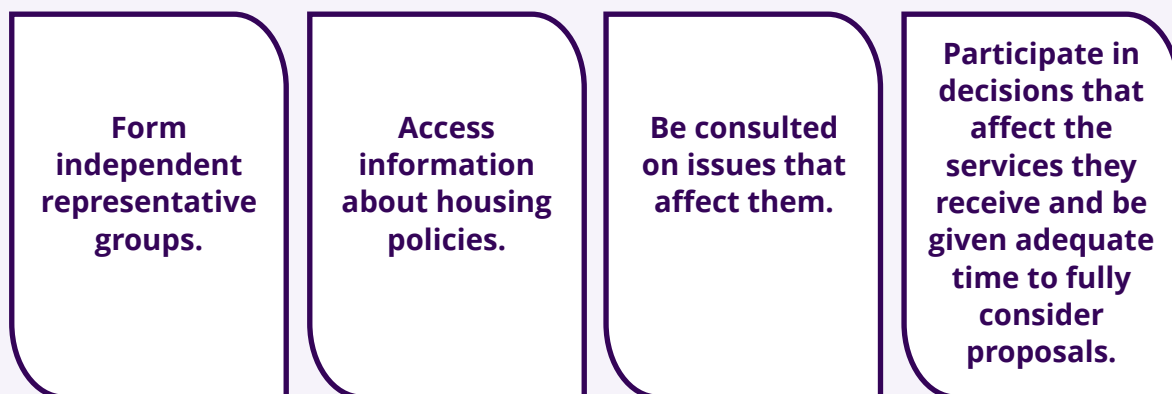 Form
independent
representative
groups.
Access
information
about housing
policies.
Be consulted
on issues that
affect them.
Participate in
decisions that
affect the
services they
receive and be
given adequate
time to fully
consider
proposals.